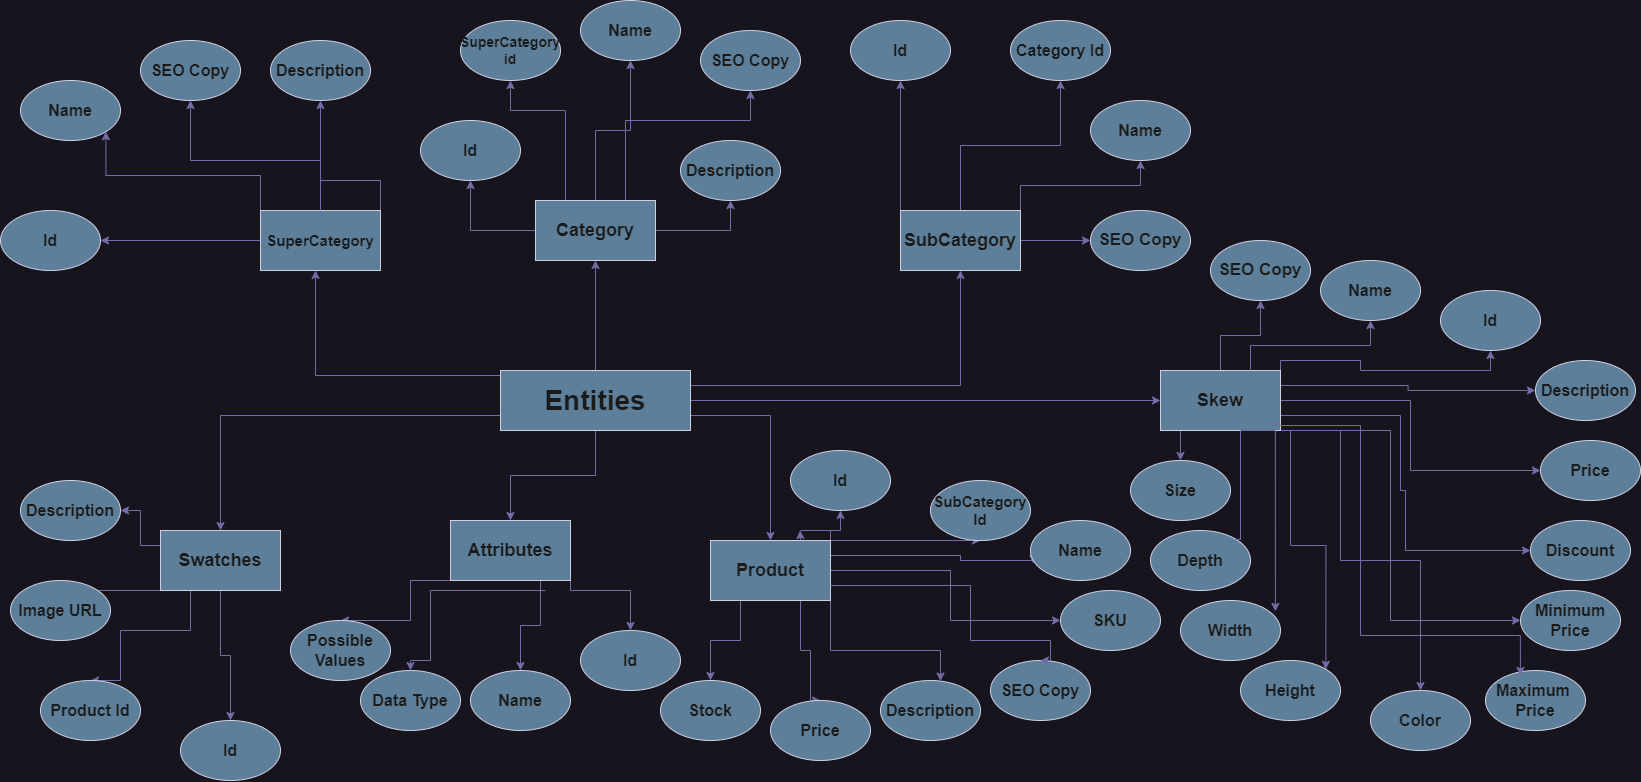 Name
SEO Copy
Description
Id
SuperCategory
SuperCategory
id
Name
SEO Copy
Id
Description
Category
Id
Category Id
Name
SEO Copy
SubCategory
Entities
SEO Copy
Name
Id
Description
Price
Discount
Minimum
Price
Maximum
Price
Color
Height
Width
Depth
Size
Skew
Description
Swatches
Image URL
Product Id
Id
Attributes
Possible
Values
Data Type
Name
Id
Id
SubCategory
Id
Name
Product
SKU
SEO Copy
Description
Price
Stock